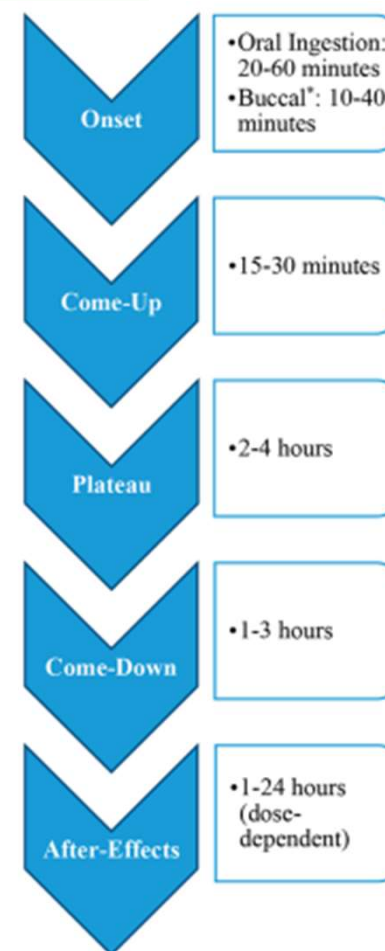 Onset
•Oral Ingestion:
20-60 minutes
•Buccal*: 10-40
minutes
Come-Up
•15-30 minutes
Plateau
•2-4 hours
Come-Down
•1-3 hours
After-Effects
•1-24 hours
(dose-
dependent)